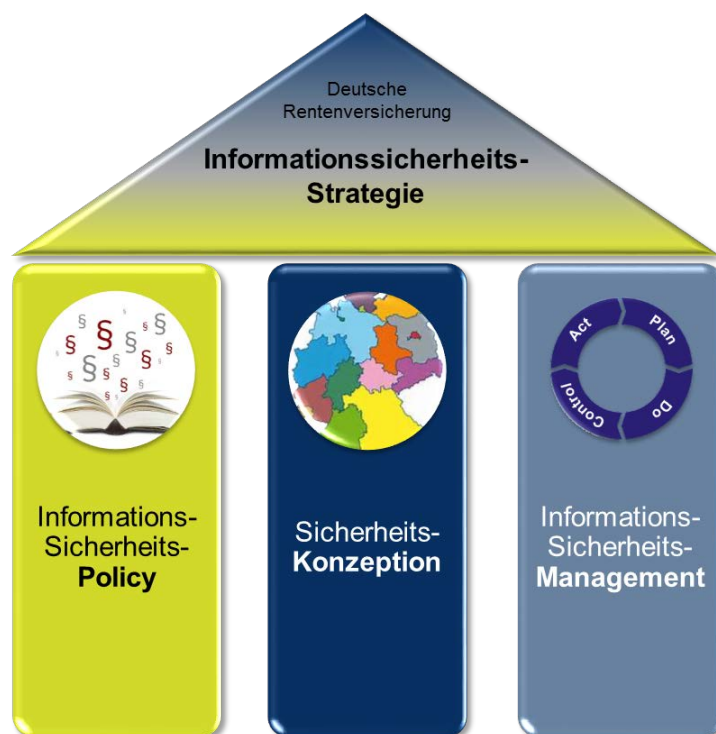 Deutsche
Rentenversicherung
Informationssicherheits-
Strategie
§ § § § § § § § § § § § §
Act
Plan
Control
Do
Informations-
Sicherheits-
Policy
Sicherheits-
Konzeption
Informations-
Sicherheits-
Management